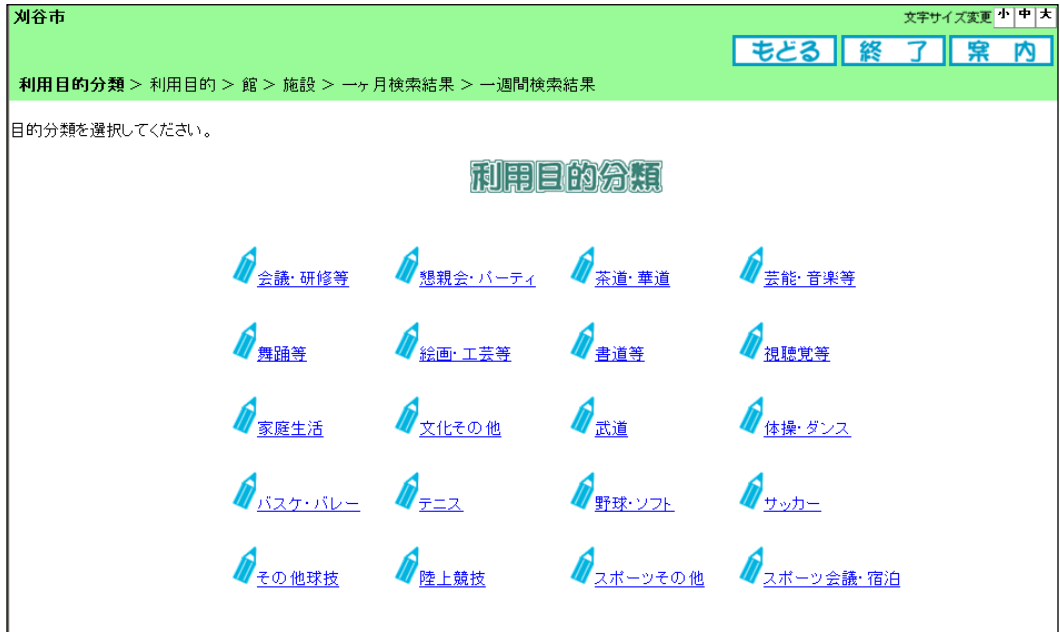 刈谷市
文字サイズ変更 小 中 大
もどる 終了 案内
利用目的分類 > 利用目的 > 館 > 施設 > 一ヶ月検索結果 > 一週間検索結果
目的分類を選択してください。
利用目的分類
会議・研修等 懇親会・パーティ 茶道・華道 芸能・音楽等
舞踊等 絵画・工芸等 書道等 視聴覚等
家庭生活 文化その他 武道 体操・ダンス
バスケ・バレー テニス 野球・ソフト サッカー
その他球技 陸上競技 スポーツその他 スポーツ会議・宿泊